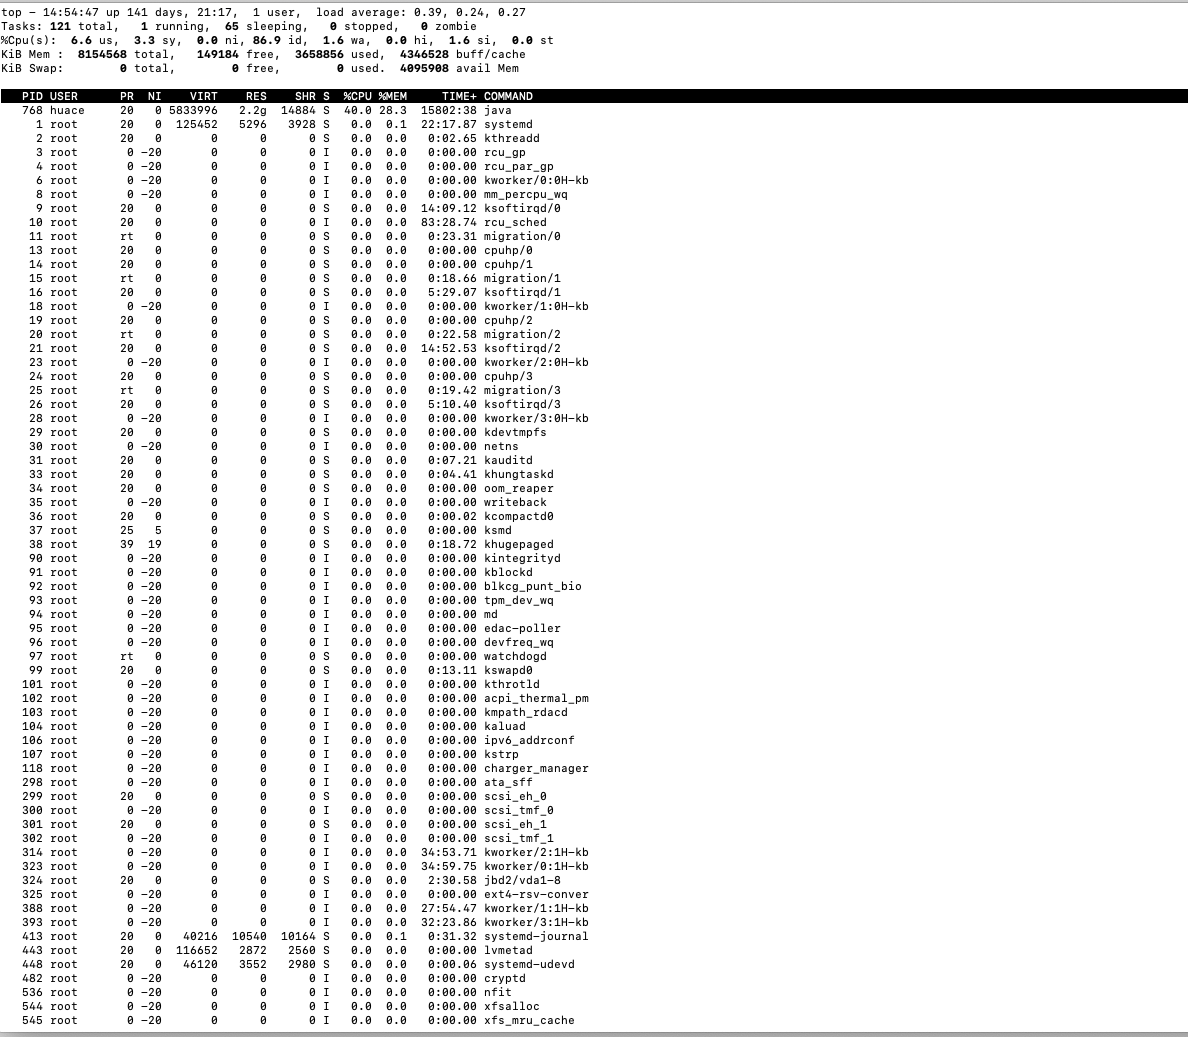 top - 14:54:47 up 141 days, 21:17,  1 user,  load average: 0.39, 0.24, 0.27
Tasks: 121 total,   1 running,  65 sleeping,   0 stopped,   0 zombie
%Cpu(s):  6.6 us,  3.3 sy,  0.0 ni, 86.9 id,  1.6 wa,  0.0 hi,  1.6 si,  0.0 st
KiB Mem :  8154568 total,   149184 free,  3658856 used,  4346528 buff/cache
KiB Swap:        0 total,        0 free,        0 used.  4095908 avail Mem
PID USER PR NI VIRT RES SHR S %CPU %MEM TIME+ COMMAND
768 huace 20 0 5833996 2.2g 14884 S 40.0 28.3 15802:38 java
1 root 20 0 125452 5296 3928 S 0.0 0.1 22:17.87 systemd
2 root 20 0 0 0 0 S 0.0 0.0 0:02.65 kthreadd
3 root 0 -20 0 0 0 I 0.0 0.0 0:00.00 rcu_gp
4 root 0 -20 0 0 0 I 0.0 0.0 0:00.00 rcu_par_gp
6 root 0 -20 0 0 0 I 0.0 0.0 0:00.00 kworker/0:0H-kb
8 root 0 -20 0 0 0 I 0.0 0.0 0:00.00 mm_percpu_wq
9 root 20 0 0 0 0 S 0.0 0.0 14:09.12 ksoftirqd/0
10 root 20 0 0 0 0 I 0.0 0.0 83:28.74 rcu_sched
11 root rt 0 0 0 0 S 0.0 0.0 0:23.31 migration/0
13 root 20 0 0 0 0 S 0.0 0.0 0:00.00 cpuhp/0
14 root 20 0 0 0 0 S 0.0 0.0 0:00.00 cpuhp/1
15 root rt 0 0 0 0 S 0.0 0.0 0:18.66 migration/1
16 root 20 0 0 0 0 S 0.0 0.0 5:29.07 ksoftirqd/1
18 root 0 -20 0 0 0 I 0.0 0.0 0:00.00 kworker/1:0H-kb
19 root 20 0 0 0 0 S 0.0 0.0 0:00.00 cpuhp/2
20 root rt 0 0 0 0 S 0.0 0.0 0:22.58 migration/2
21 root 20 0 0 0 0 S 0.0 0.0 14:52.53 ksoftirqd/2
23 root 0 -20 0 0 0 I 0.0 0.0 0:00.00 kworker/2:0H-kb
24 root 20 0 0 0 0 S 0.0 0.0 0:00.00 cpuhp/3
25 root rt 0 0 0 0 S 0.0 0.0 0:19.42 migration/3
26 root 20 0 0 0 0 S 0.0 0.0 5:10.40 ksoftirqd/3
28 root 0 -20 0 0 0 I 0.0 0.0 0:00.00 kworker/3:0H-kb
29 root 20 0 0 0 0 S 0.0 0.0 0:00.00 kdevtmpfs
30 root 0 -20 0 0 0 I 0.0 0.0 0:00.00 netns
31 root 20 0 0 0 0 S 0.0 0.0 0:07.21 kauditd
33 root 20 0 0 0 0 S 0.0 0.0 0:04.41 khungtaskd
34 root 20 0 0 0 0 S 0.0 0.0 0:00.00 oom_reaper
35 root 0 -20 0 0 0 I 0.0 0.0 0:00.00 writeback
36 root 20 0 0 0 0 S 0.0 0.0 0:00.02 kcompactd0
37 root 25 5 0 0 0 S 0.0 0.0 0:00.00 ksmd
38 root 39 19 0 0 0 S 0.0 0.0 0:18.72 khugepaged
90 root 0 -20 0 0 0 I 0.0 0.0 0:00.00 kintegrityd
91 root 0 -20 0 0 0 I 0.0 0.0 0:00.00 kblockd
92 root 0 -20 0 0 0 I 0.0 0.0 0:00.00 blkcg_punt_bio
93 root 0 -20 0 0 0 I 0.0 0.0 0:00.00 tpm_dev_wq
94 root 0 -20 0 0 0 I 0.0 0.0 0:00.00 md
95 root 0 -20 0 0 0 I 0.0 0.0 0:00.00 edac-poller
96 root 0 -20 0 0 0 I 0.0 0.0 0:00.00 devfreq_wq
97 root rt 0 0 0 0 S 0.0 0.0 0:00.00 watchdogd
99 root 20 0 0 0 0 S 0.0 0.0 0:13.11 kswapd0
101 root 0 -20 0 0 0 I 0.0 0.0 0:00.00 kthrotld
102 root 0 -20 0 0 0 I 0.0 0.0 0:00.00 acpi_thermal_pm
103 root 0 -20 0 0 0 I 0.0 0.0 0:00.00 kmpath_rdacd
104 root 0 -20 0 0 0 I 0.0 0.0 0:00.00 kaluad
106 root 0 -20 0 0 0 I 0.0 0.0 0:00.00 ipv6_addrconf
107 root 0 -20 0 0 0 I 0.0 0.0 0:00.00 kstrp
118 root 0 -20 0 0 0 I 0.0 0.0 0:00.00 charger_manager
298 root 0 -20 0 0 0 I 0.0 0.0 0:00.00 ata_sff
299 root 20 0 0 0 0 S 0.0 0.0 0:00.00 scsi_eh_0
300 root 0 -20 0 0 0 I 0.0 0.0 0:00.00 scsi_tmf_0
301 root 20 0 0 0 0 S 0.0 0.0 0:00.00 scsi_eh_1
302 root 0 -20 0 0 0 I 0.0 0.0 0:00.00 scsi_tmf_1
314 root 0 -20 0 0 0 I 0.0 0.0 34:53.71 kworker/2:1H-kb
323 root 0 -20 0 0 0 I 0.0 0.0 34:59.75 kworker/0:1H-kb
324 root 20 0 0 0 0 S 0.0 0.0 2:30.58 jbd2/vda1-8
325 root 0 -20 0 0 0 I 0.0 0.0 0:00.00 ext4-rsv-conver
388 root 0 -20 0 0 0 I 0.0 0.0 27:54.47 kworker/1:1H-kb
393 root 0 -20 0 0 0 I 0.0 0.0 32:23.86 kworker/3:1H-kb
413 root 20 0 40216 10540 10164 S 0.0 0.1 0:31.32 systemd-journal
443 root 20 0 116652 2872 2560 S 0.0 0.0 0:00.00 lvmetad
448 root 20 0 46120 3552 2980 S 0.0 0.0 0:00.06 systemd-udevd
482 root 0 -20 0 0 0 I 0.0 0.0 0:00.00 cryptd
536 root 0 -20 0 0 0 I 0.0 0.0 0:00.00 nfit
544 root 0 -20 0 0 0 I 0.0 0.0 0:00.00 xfsalloc
545 root 0 -20 0 0 0 I 0.0 0.0 0:00.00 xfs_mru_cache